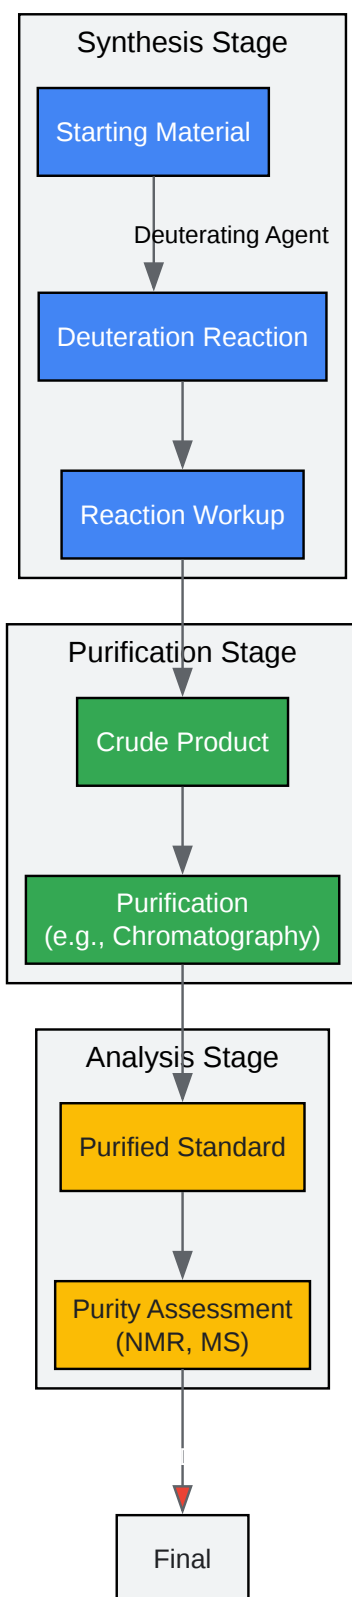 Synthesis Stage
Starting Material
Deuterating Agent
Deuteration Reaction
Reaction Workup
Purification Stage
Crude Product
Purification
(e.g., Chromatography)
Analysis Stage
Purified Standard
Purity Assessment
(NMR, MS)
Final